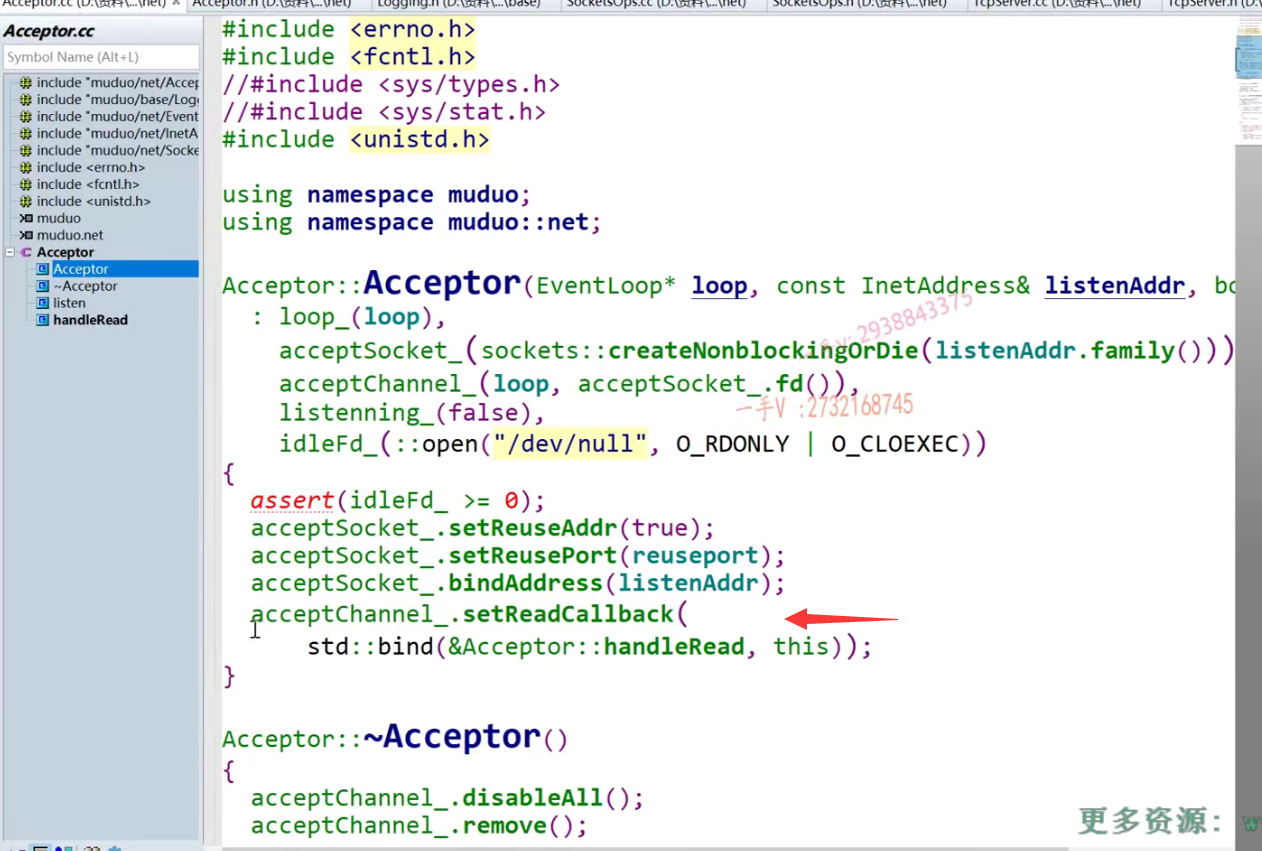 Acceptor.cc (D:\资料\...\net) × Acceptor.h (D:\资料\...\net) Logging.h (D:\资料\...\base) SocketsOps.cc (D:\资料\...\net) SocketsOps.h (D:\资料\...\net) TcpServer.cc (D:\资料\...\net) TcpServer.h (D:\
Acceptor.cc
Symbol Name (Alt+L)
include "muduo/net/Accep
include "muduo/base/Logg
include "muduo/net/Event
include "muduo/net/InetA
include "muduo/net/Socke
include <errno.h>
include <fcntl.h>
include <unistd.h>
muduo
muduo.net
Acceptor
Acceptor
~Acceptor
listen
handleRead
#include <errno.h>
#include <fcntl.h>
//#include <sys/types.h>
//#include <sys/stat.h>
#include <unistd.h>
using namespace muduo;
using namespace muduo::net;
Acceptor::Acceptor(EventLoop* loop, const InetAddress& listenAddr, bo
: loop_(loop),
acceptSocket_(sockets::createNonblockingOrDie(listenAddr.family()))
acceptChannel_(loop, acceptSocket_.fd()),
listenning_(false),
idleFd_(::open("/dev/null", O_RDONLY | O_CLOEXEC))
{
assert(idleFd_ >= 0);
acceptSocket_.setReuseAddr(true);
acceptSocket_.setReusePort(reuseport);
acceptSocket_.bindAddress(listenAddr);
acceptChannel_.setReadCallback(
std::bind(&Acceptor::handleRead, this));
}
Acceptor::~Acceptor()
{
acceptChannel_.disableAll();
acceptChannel_.remove();
2938843375
一手V :2732168745
更多资源: W